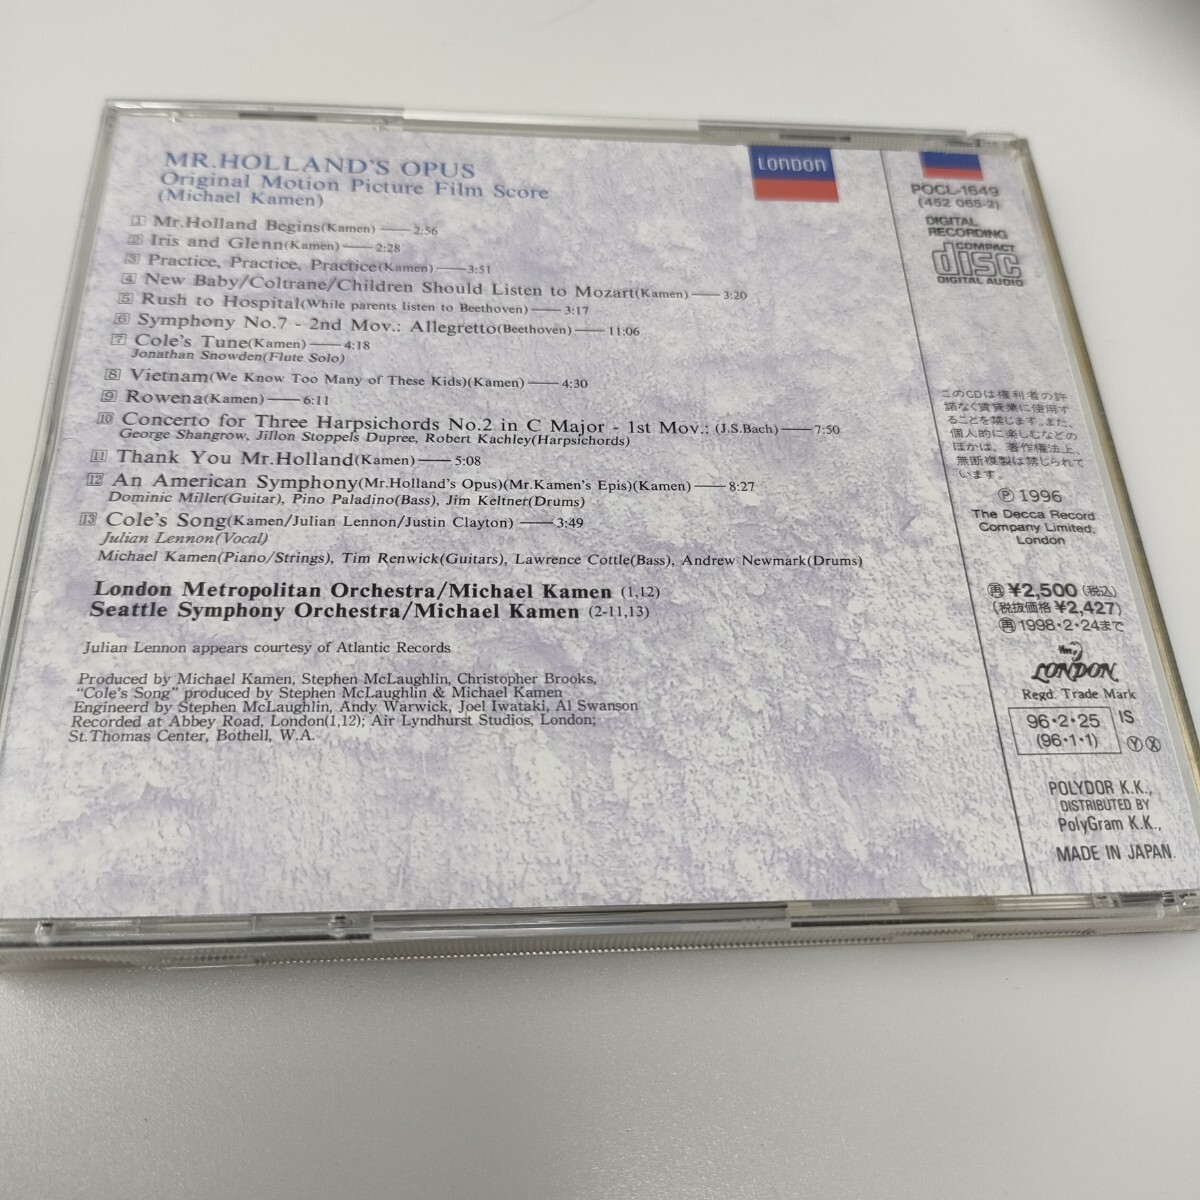 MR.HOLLAND'S OPUS
Original Motion Picture Film Score
(Michael Kamen)
1 Mr.Holland Begins(Kamen) — 2:56
2 Iris and Glenn(Kamen) — 2:28
3 Practice, Practice, Practice(Kamen) — 3:51
4 New Baby/Coltrane/Children Should Listen to Mozart(Kamen) — 3:20
5 Rush to Hospital(While parents listen to Beethoven) — 3:17
6 Symphony No.7 - 2nd Mov.: Allegretto(Beethoven) — 11:06
7 Cole's Tune(Kamen) — 4:18
Jonathan Snowden(Flute Solo)
8 Vietnam(We Know Too Many of These Kids)(Kamen) — 4:30
9 Rowena(Kamen) — 6:11
10 Concerto for Three Harpsichords No.2 in C Major - 1st Mov.: (J.S.Bach) — 7:50
George Shangrow, Jillon Stoppels Dupree, Robert Kachley(Harpsichords)
11 Thank You Mr.Holland(Kamen) — 5:08
12 An American Symphony(Mr.Holland's Opus)(Mr.Kamen's Epis)(Kamen) — 8:27
Dominic Miller(Guitar), Pino Paladino(Bass), Jim Keltner(Drums)
13 Cole's Song(Kamen/Julian Lennon/Justin Clayton) — 3:49
Julian Lennon(Vocal)
Michael Kamen(Piano/Strings), Tim Renwick(Guitars), Lawrence Cottle(Bass), Andrew Newmark(Drums)
London Metropolitan Orchestra/Michael Kamen (1,12)
Seattle Symphony Orchestra/Michael Kamen (2-11,13)
Julian Lennon appears courtesy of Atlantic Records
Produced by Michael Kamen, Stephen McLaughlin, Christopher Brooks,
"Cole's Song" produced by Stephen McLaughlin & Michael Kamen
Engineerd by Stephen McLaughlin, Andy Warwick, Joel Iwataki, Al Swanson
Recorded at Abbey Road, London(1,12); Air Lyndhurst Studios, London;
St.Thomas Center, Bothell, W.A.
LONDON
POCL-1649
(452 065-2)
DIGITAL
RECORDING
COMPACT
disc
DIGITAL AUDIO
このCDは権利者の許
諾なく賃貸業に使用す
ることを禁じます。また、
個人的に楽しむなどの
ほかは、著作権法上、
無断複製は禁じられて
います。
Ⓟ 1996
The Decca Record
Company Limited,
London
再 ¥2,500 (税込)
(税抜価格 ¥2,427)
再 1998・2・24まで
LONDON
Regd. Trade Mark
96・2・25 IS
(96・1・1) Ⓨ Ⓧ
POLYDOR K.K.,
DISTRIBUTED BY
PolyGram K.K.,
MADE IN JAPAN.